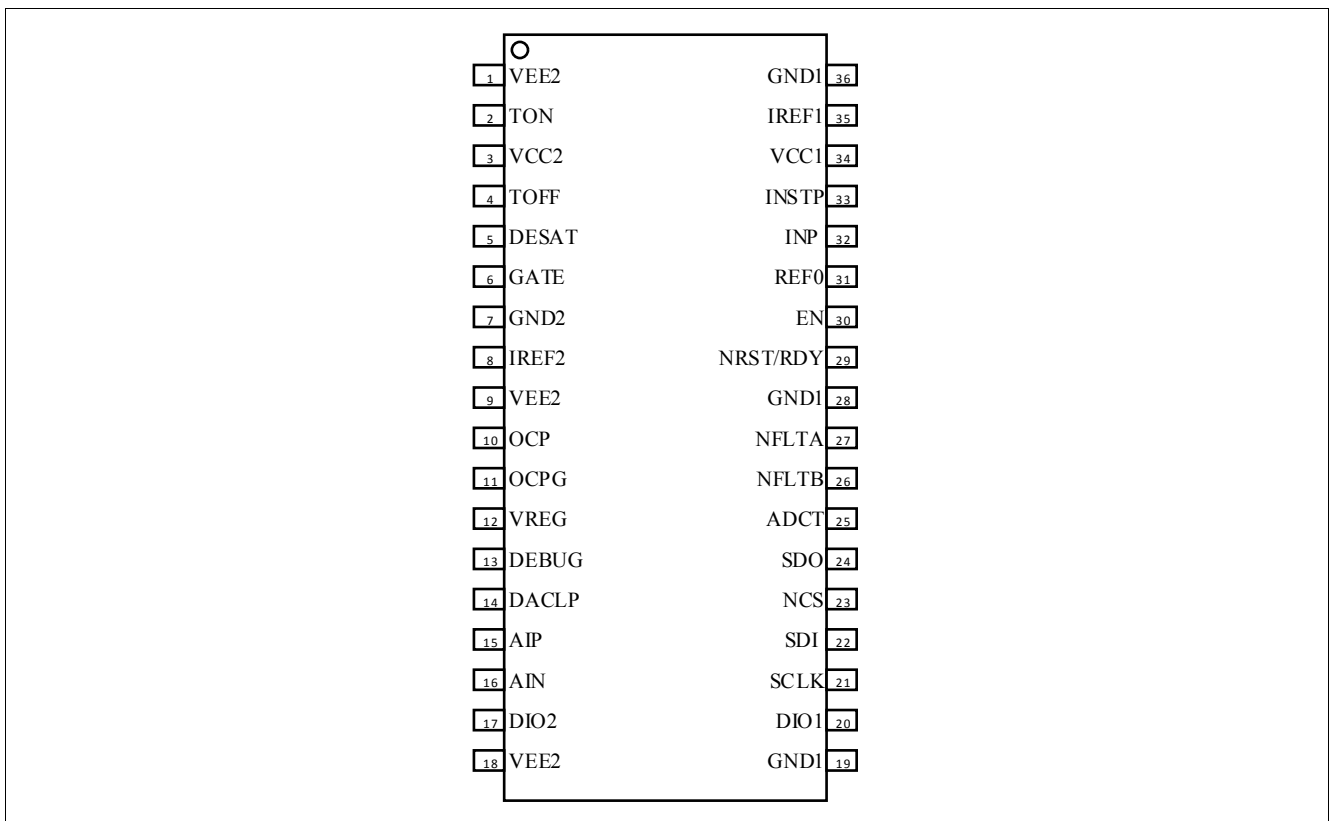 1 VEE2 GND1 36
2 TON IREF1 35
3 VCC2 VCC1 34
4 TOFF INSTP 33
5 DESAT INP 32
6 GATE REF0 31
7 GND2 EN 30
8 IREF2 NRST/RDY 29
9 VEE2 GND1 28
10 OCP NFLTA 27
11 OCPG NFLTB 26
12 VREG ADCT 25
13 DEBUG SDO 24
14 DACLP NCS 23
15 AIP SDI 22
16 AIN SCLK 21
17 DIO2 DIO1 20
18 VEE2 GND1 19